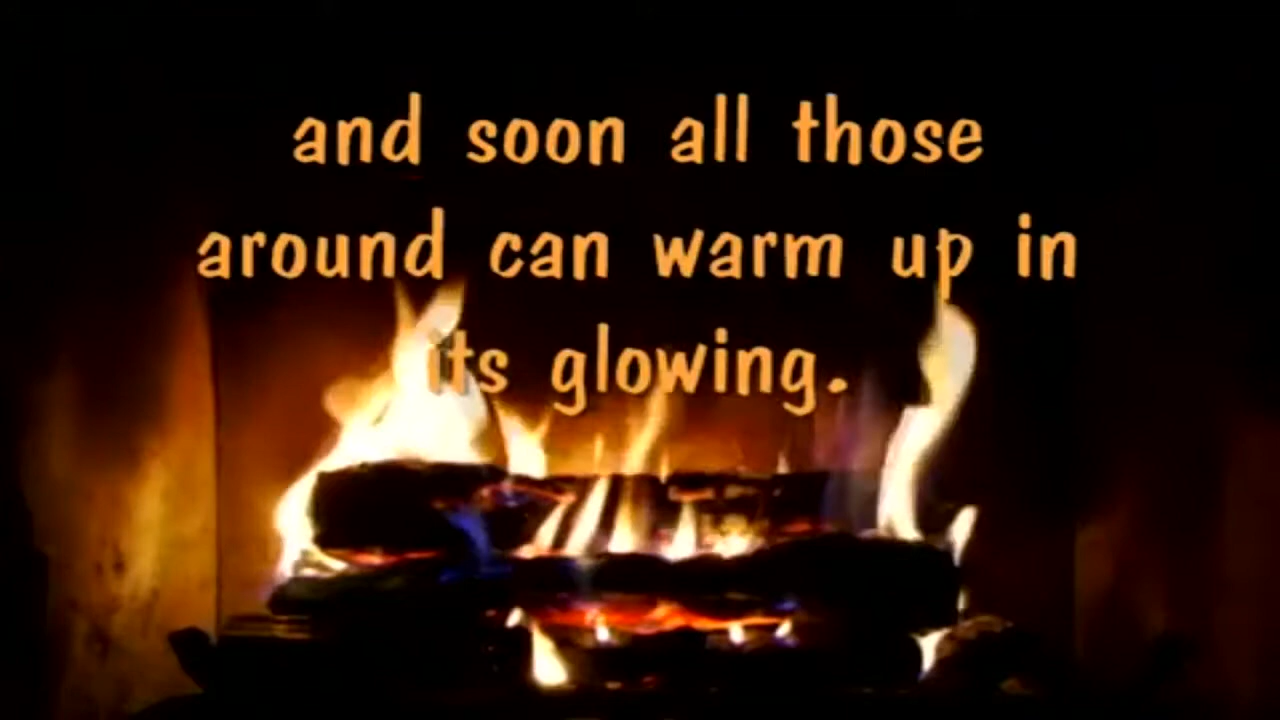 and soon all those
around can warm up in
its glowing.